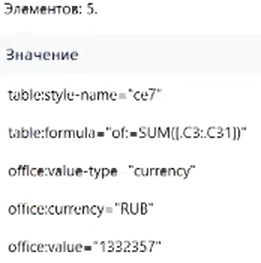 Элементов: 5.
Значение
table:style-name="ce7"
table:formula="of:=SUM([.C3:.C31])"
office:value-type "currency"
office:currency="RUB"
office:value="1332357"